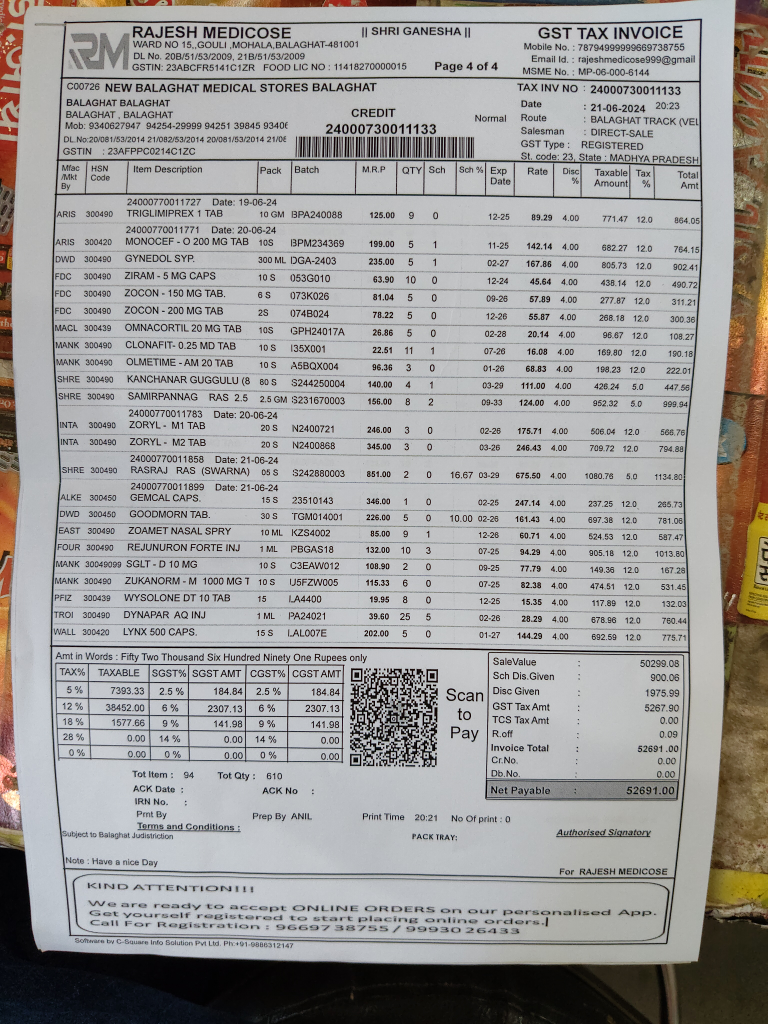 RM
RAJESH MEDICOSE
|| SHRI GANESHA ||
GST TAX INVOICE
WARD NO 15,,GOULI ,MOHALA,BALAGHAT-481001
Mobile No. : 78794999999669738755
DL No. 20B/51/53/2009, 21B/51/53/2009
Email Id. : rajeshmedicose999@gmail
GSTIN: 23ABCFR5141C1ZR FOOD LIC NO : 11418270000015
Page 4 of 4
MSME No. : MP-06-000-6144
C00726 NEW BALAGHAT MEDICAL STORES BALAGHAT
TAX INV NO : 24000730011133
BALAGHAT BALAGHAT
CREDIT
Date : 21-06-2024 20:23
BALAGHAT , BALAGHAT
Normal
Route : BALAGHAT TRACK (VEL
Mob: 9340627947 94254-29999 94251 39845 93406
24000730011133
Salesman : DIRECT-SALE
DL.No:20/081/53/2014 21/082/53/2014 20/081/53/2014 21/08
GST Type : REGISTERED
GSTIN : 23AFPPC0214C1ZC
St. code: 23, State : MADHYA PRADESH
Mfac /Mkt By HSN Code Item Description Pack Batch M.R.P QTY Sch Sch % Exp Date Rate Disc % Taxable Amount Tax % Total Amt
24000770011727 Date: 19-06-24
ARIS 300490 TRIGLIMIPREX 1 TAB 10 GM BPA240088 125.00 9 0 12-25 89.29 4.00 771.47 12.0 864.05
24000770011771 Date: 20-06-24
ARIS 300420 MONOCEF - O 200 MG TAB 10S BPM234369 199.00 5 1 11-25 142.14 4.00 682.27 12.0 764.15
DWD 300490 GYNEDOL SYP. 300 ML DGA-2403 235.00 5 1 02-27 167.86 4.00 805.73 12.0 902.41
FDC 300490 ZIRAM - 5 MG CAPS 10 S 053G010 63.90 10 0 12-24 45.64 4.00 438.14 12.0 490.72
FDC 300490 ZOCON - 150 MG TAB. 6 S 073K026 81.04 5 0 09-26 57.89 4.00 277.87 12.0 311.21
FDC 300490 ZOCON - 200 MG TAB 2S 074B024 78.22 5 0 12-26 55.87 4.00 268.18 12.0 300.36
MACL 300439 OMNACORTIL 20 MG TAB 10S GPH24017A 26.86 5 0 02-28 20.14 4.00 96.67 12.0 108.27
MANK 300490 CLONAFIT- 0.25 MD TAB 10 S I35X001 22.51 11 1 07-26 16.08 4.00 169.80 12.0 190.18
MANK 300490 OLMETIME - AM 20 TAB 10 S A5BQX004 96.36 3 0 01-26 68.83 4.00 198.23 12.0 222.01
SHRE 300490 KANCHANAR GUGGULU (8 80 S S244250004 140.00 4 1 03-29 111.00 4.00 426.24 5.0 447.56
SHRE 300490 SAMIRPANNAG RAS 2.5 2.5 GM S231670003 156.00 8 2 09-33 124.00 4.00 952.32 5.0 999.94
24000770011783 Date: 20-06-24
INTA 300490 ZORYL - M1 TAB 20 S N2400721 246.00 3 0 02-26 175.71 4.00 506.04 12.0 566.76
INTA 300490 ZORYL - M2 TAB 20 S N2400868 345.00 3 0 03-26 246.43 4.00 709.72 12.0 794.88
24000770011858 Date: 21-06-24
SHRE 300490 RASRAJ RAS (SWARNA) 05 S S242880003 851.00 2 0 16.67 03-29 675.50 4.00 1080.76 5.0 1134.80
24000770011899 Date: 21-06-24
ALKE 300450 GEMCAL CAPS. 15 S 23510143 346.00 1 0 02-25 247.14 4.00 237.25 12.0 265.73
DWD 300450 GOODMORN TAB. 30 S TGM014001 226.00 5 0 10.00 02-26 161.43 4.00 697.38 12.0 781.06
EAST 300490 ZOAMET NASAL SPRY 10 ML KZS4002 85.00 9 1 12-26 60.71 4.00 524.53 12.0 587.47
FOUR 300490 REJUNURON FORTE INJ 1 ML PBGAS18 132.00 10 3 07-25 94.29 4.00 905.18 12.0 1013.80
MANK 30049099 SGLT - D 10 MG 10 S C3EAW012 108.90 2 0 09-25 77.79 4.00 149.36 12.0 167.28
MANK 300490 ZUKANORM - M 1000 MG T 10 S U5FZW005 115.33 6 0 07-25 82.38 4.00 474.51 12.0 531.45
PFIZ 300439 WYSOLONE DT 10 TAB 15 LA4400 19.95 8 0 12-25 15.35 4.00 117.89 12.0 132.03
TROI 300490 DYNAPAR AQ INJ 1 ML PA24021 39.60 25 5 02-26 28.29 4.00 678.96 12.0 760.44
WALL 300420 LYNX 500 CAPS. 15 S LAL007E 202.00 5 0 01-27 144.29 4.00 692.59 12.0 775.71
Amt in Words : Fifty Two Thousand Six Hundred Ninety One Rupees only
TAX% TAXABLE SGST% SGST AMT CGST% CGST AMT
5 % 7393.33 2.5 % 184.84 2.5 % 184.84
12 % 38452.00 6 % 2307.13 6 % 2307.13
18 % 1577.66 9 % 141.98 9 % 141.98
28 % 0.00 14 % 0.00 14 % 0.00
0 % 0.00 0 % 0.00 0 % 0.00
Scan
to
Pay
SaleValue : 50299.08
Sch Dis.Given : 900.06
Disc Given : 1975.99
GST Tax Amt : 5267.90
TCS Tax Amt : 0.00
R.off : 0.09
Invoice Total : 52691.00
Cr.No. : 0.00
Db.No. : 0.00
Net Payable : 52691.00
Tot Item : 94 Tot Qty : 610
ACK Date : ACK No :
IRN No. :
Prnt By Prep By ANIL Print Time 20:21 No Of print : 0
Terms and Conditions :
Subject to Balaghat Judistriction
PACK TRAY:
Authorised Signatory
Note : Have a nice Day
For RAJESH MEDICOSE
KIND ATTENTION!!!
We are ready to accept ONLINE ORDERS on our personalised App.
Get yourself registered to start placing online orders.
Call For Registration : 96697 38755 / 99930 26433
Software by C-Square Info Solution Pvt Ltd. Ph:+91-9886312147